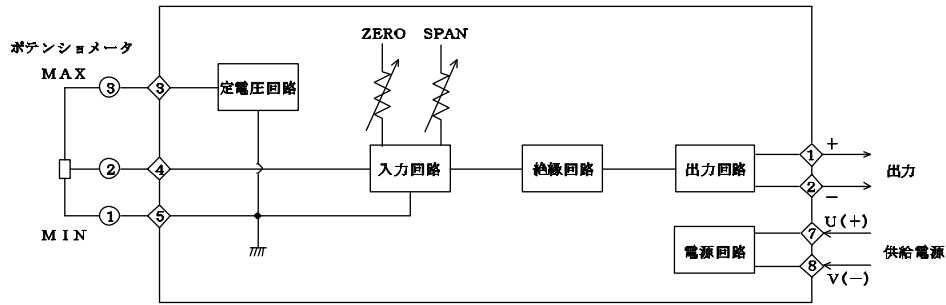 ZERO SPAN
ポテンショメータ
MAX
③ 3 定電圧回路
② 4 入力回路 絶縁回路 出力回路 1 +
出力
2 −
① 5
MIN
7 U(+)
電源回路 供給電源
8 V(−)